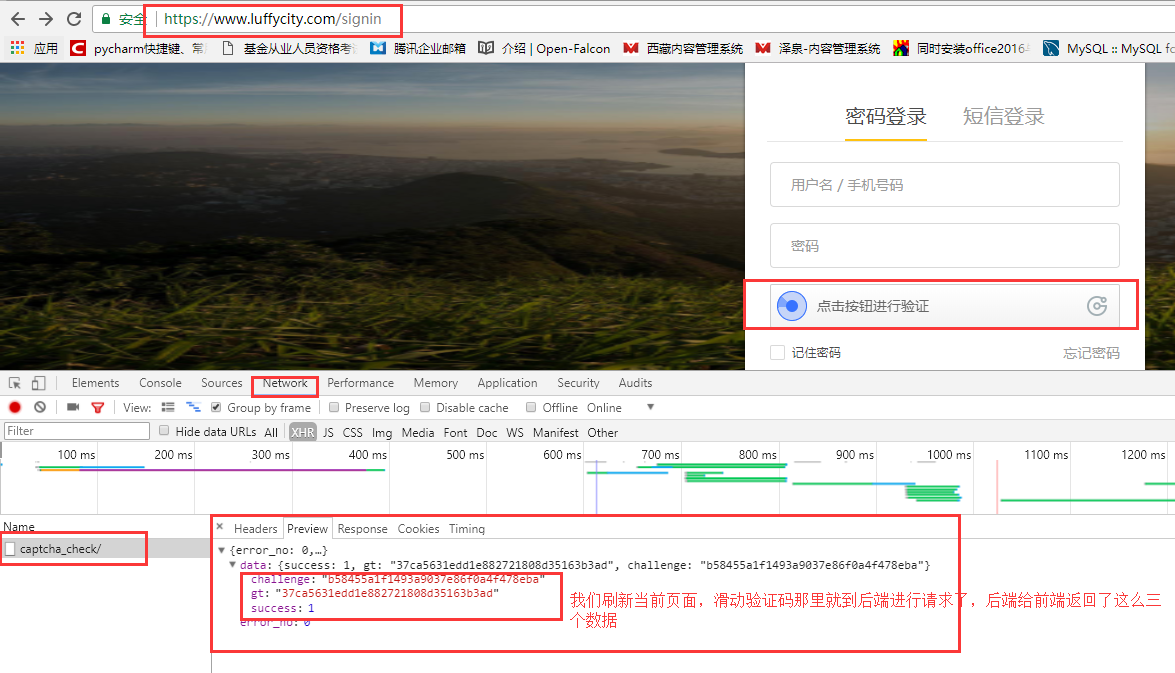 安全 https://www.luffycity.com/signin
应用 pycharm快捷键、常 基金从业人员资格考 腾讯企业邮箱 介绍 | Open-Falcon 西藏内容管理系统 泽泉-内容管理系统 同时安装office2016 MySQL :: MySQL fo
密码登录 短信登录
用户名 / 手机号码
密码
点击按钮进行验证
记住密码 忘记密码
Elements Console Sources Network Performance Memory Application Security Audits
View: Group by frame Preserve log Disable cache Offline Online
Filter Hide data URLs All XHR JS CSS Img Media Font Doc WS Manifest Other
100 ms 200 ms 300 ms 400 ms 500 ms 600 ms 700 ms 800 ms 900 ms 1000 ms 1100 ms 1200 ms
Name
× Headers Preview Response Cookies Timing
captcha_check/
{error_no: 0,…}
data: {success: 1, gt: "37ca5631edd1e882721808d35163b3ad", challenge: "b58455a1f1493a9037e86f0a4f478eba"}
challenge: "b58455a1f1493a9037e86f0a4f478eba"
gt: "37ca5631edd1e882721808d35163b3ad"
success: 1
error_no: 0
我们刷新当前页面，滑动验证码那里就到后端进行请求了，后端给前端返回了这么三
个数据